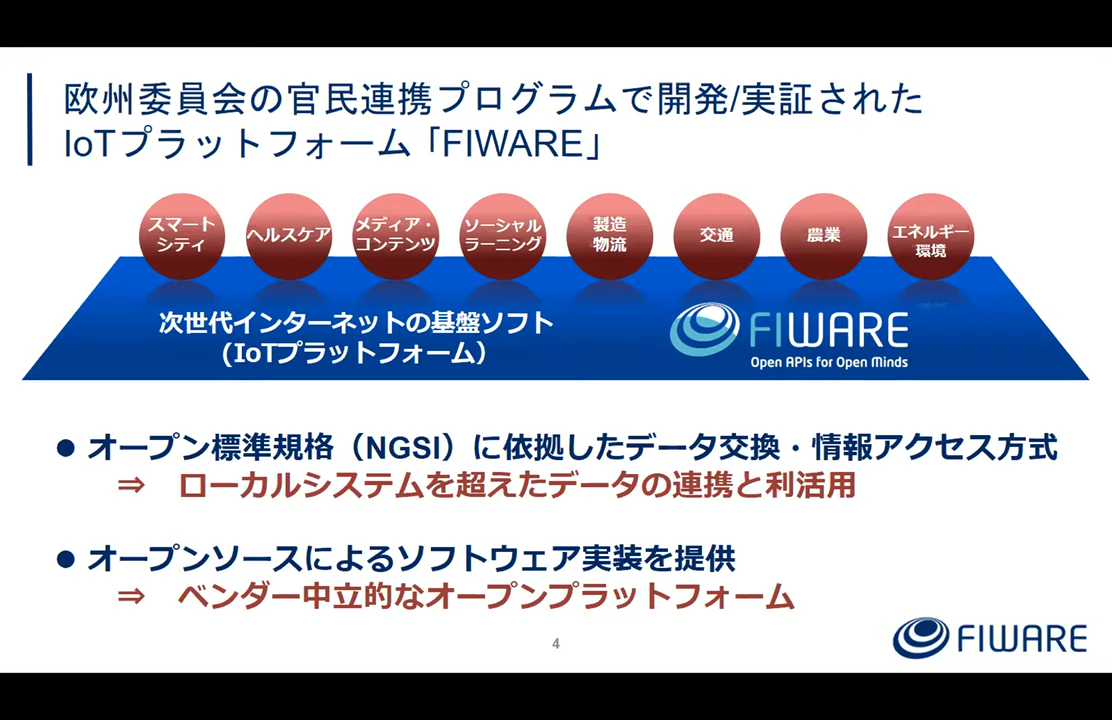 欧州委員会の官民連携プログラムで開発/実証された
IoTプラットフォーム「FIWARE」
スマート
シティ
ヘルスケア
メディア・
コンテンツ
ソーシャル
ラーニング
製造
物流
交通
農業
エネルギー
環境
次世代インターネットの基盤ソフト
(IoTプラットフォーム)
FIWARE
Open APIs for Open Minds
● オープン標準規格(NGSI)に依拠したデータ交換・情報アクセス方式
⇒ ローカルシステムを超えたデータの連携と利活用
● オープンソースによるソフトウェア実装を提供
⇒ ベンダー中立的なオープンプラットフォーム
4
FIWARE